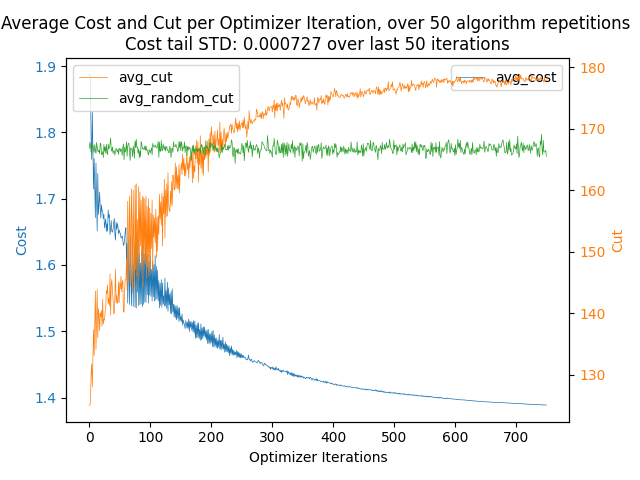 Average Cost and Cut per Optimizer Iteration, over 50 algorithm repetitions
Cost tail STD: 0.000727 over last 50 iterations
avg_cut
avg_random_cut
avg_cost
1.9
1.8
1.7
1.6
1.5
1.4
Cost
180
170
160
150
140
130
Cut
0 100 200 300 400 500 600 700
Optimizer Iterations